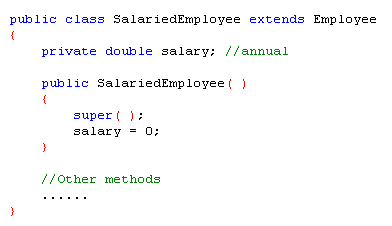 public class SalariedEmployee extends Employee
{
    private double salary; //annual

    public SalariedEmployee( )
    {
        super( );
        salary = 0;
    }

    //Other methods
    ......
}